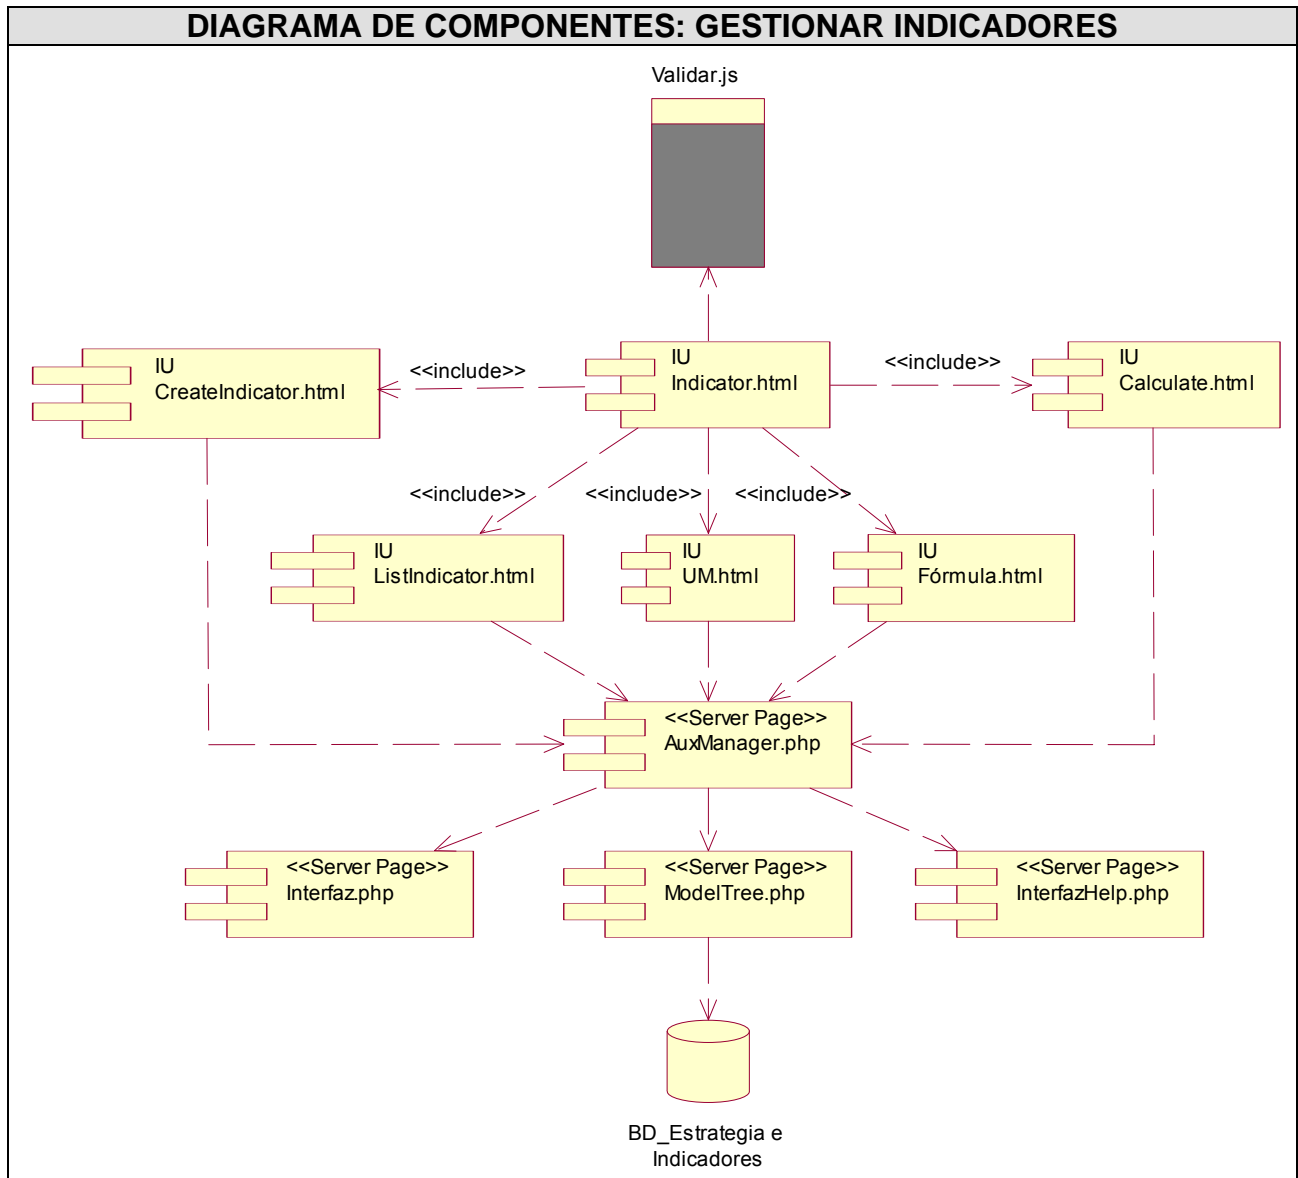 DIAGRAMA DE COMPONENTES: GESTIONAR INDICADORES
Validar.js
IU
CreateIndicator.html
<<include>>
IU
Indicator.html
<<include>>
IU
Calculate.html
<<include>>
<<include>>
<<include>>
IU
ListIndicator.html
IU
UM.html
IU
Fórmula.html
<<Server Page>>
AuxManager.php
<<Server Page>>
Interfaz.php
<<Server Page>>
ModelTree.php
<<Server Page>>
InterfazHelp.php
BD_Estrategia e
Indicadores